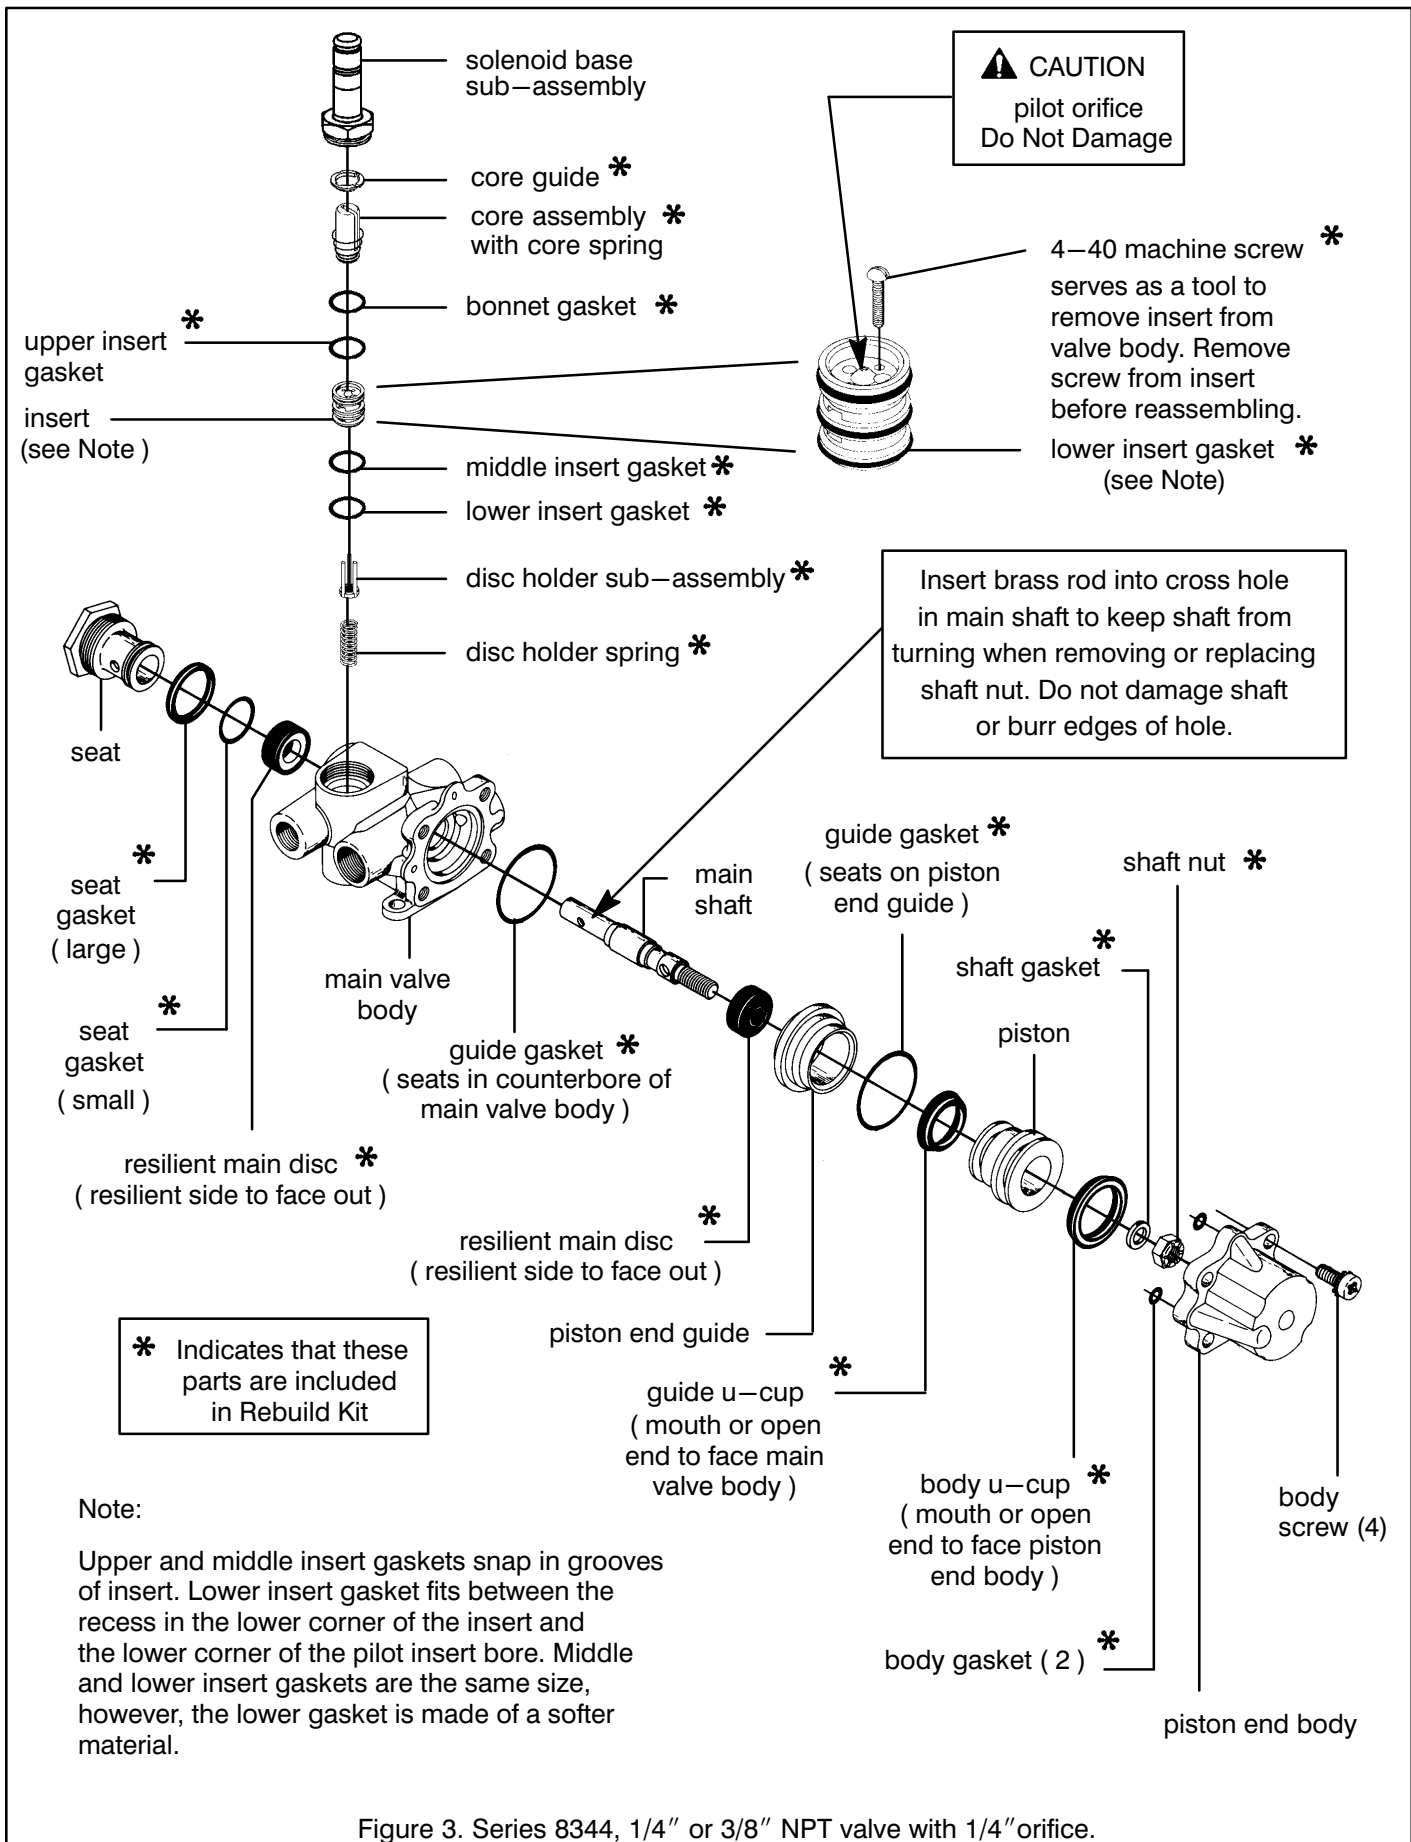 solenoid base
sub–assembly
⚠ CAUTION
pilot orifice
Do Not Damage
core guide *
core assembly *
with core spring
4–40 machine screw *
serves as a tool to
remove insert from
valve body. Remove
screw from insert
before reassembling.
bonnet gasket *
upper insert *
gasket
insert
(see Note )
lower insert gasket *
(see Note)
middle insert gasket *
lower insert gasket *
disc holder sub–assembly *
disc holder spring *
Insert brass rod into cross hole
in main shaft to keep shaft from
turning when removing or replacing
shaft nut. Do not damage shaft
or burr edges of hole.
seat
guide gasket *
( seats on piston
end guide )
shaft nut *
main
shaft
seat *
gasket
( large )
shaft gasket *
main valve
body
seat *
gasket
( small )
piston
guide gasket *
( seats in counterbore of
main valve body )
resilient main disc *
( resilient side to face out )
resilient main disc *
( resilient side to face out )
piston end guide
* Indicates that these
parts are included
in Rebuild Kit
guide u–cup *
( mouth or open
end to face main
valve body )
body u–cup *
( mouth or open
end to face piston
end body )
body
screw (4)
body gasket ( 2 ) *
piston end body
Note:
Upper and middle insert gaskets snap in grooves
of insert. Lower insert gasket fits between the
recess in the lower corner of the insert and
the lower corner of the pilot insert bore. Middle
and lower insert gaskets are the same size,
however, the lower gasket is made of a softer
material.
Figure 3. Series 8344, 1/4″ or 3/8″ NPT valve with 1/4″orifice.